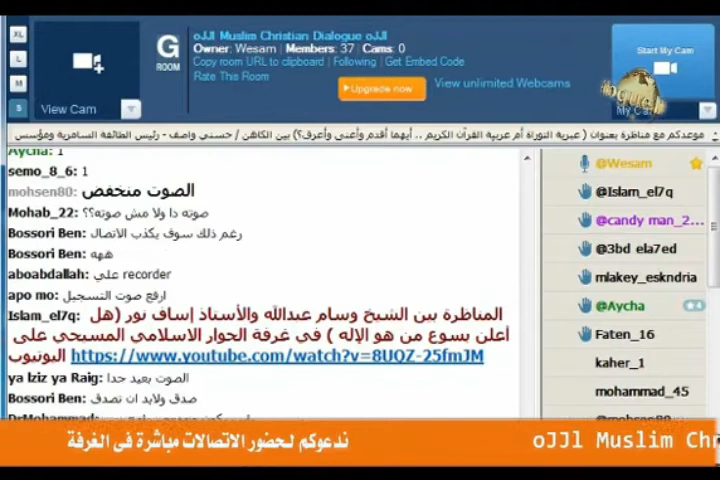 XL
L
M
S
View Cam
G
ROOM
oJJl Muslim Christian Dialogue oJJl
Owner: Wesam | Members: 37 | Cams: 0
Copy room URL to clipboard | Following | Get Embed Code
Rate This Room
Upgrade now
View unlimited Webcams
Start My Cam
My
موعدكم مع مناظرة بعنوان ( عبرية التوراة أم عربية القرآن الكريم .. أيهما أقدم وأغنى وأعرق؟) بين الكاهن / حسني واصف - رئيس الطائفة السامرية ومؤسس
Aycha: 1
semo_8_6: 1
mohsen80: الصوت منخفض
Mohab_22: صوته دا ولا مش صوته؟؟
Bossori Ben: رغم ذلك سوف يكذب الاتصال
Bossori Ben: ههه
aboabdallah: علي recorder
apo mo: ارفع صوت التسجيل
Islam_el7q: المناظرة بين الشيخ وسام عبدالله والأستاذ إساف نور (هل
أعلن يسوع من هو الإله ) فى غرفة الحوار الاسلامي المسيحي على
اليوتيوب https://www.youtube.com/watch?v=8UQZ-25fmJM
ya lziz ya Raig: الصوت بعيد جدا
Bossori Ben: صدق ولابد ان تصدق
DrMohammad:
@Wesam
@Islam_el7q
@candy man_2...
@3bd ela7ed
mlakey_eskndria
@Aycha
4
Faten_16
kaher_1
mohammad_45
@mohsen80
ندعوكم لحضور الاتصالات مباشرة فى الغرفة
oJJl Muslim Chr